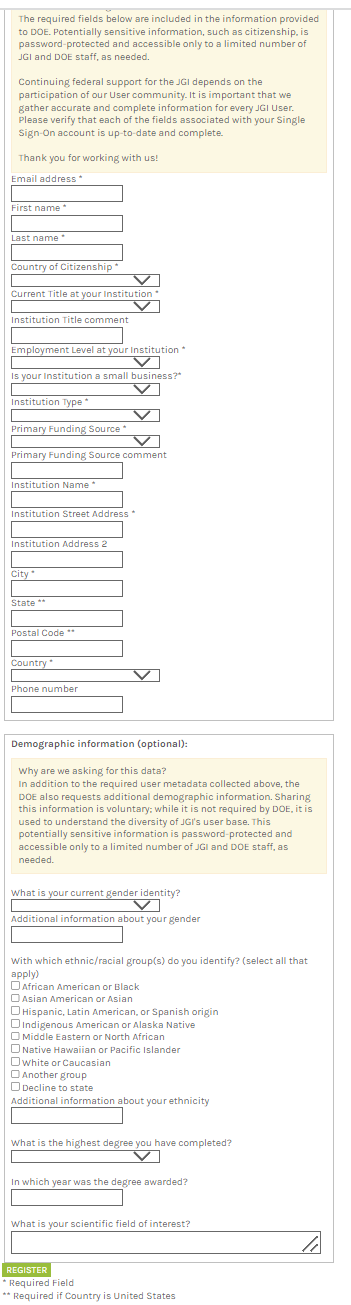 The required fields below are included in the information provided
to DOE. Potentially sensitive information, such as citizenship, is
password-protected and accessible only to a limited number of
JGI and DOE staff, as needed.
Continuing federal support for the JGI depends on the
participation of our User community. It is important that we
gather accurate and complete information for every JGI User.
Please verify that each of the fields associated with your Single
Sign-On account is up-to-date and complete.
Thank you for working with us!
Email address *
First name *
Last name *
Country of Citizenship *
Current Title at your Institution *
Institution Title comment
Employment Level at your Institution *
Is your Institution a small business?*
Institution Type *
Primary Funding Source *
Primary Funding Source comment
Institution Name *
Institution Street Address *
Institution Address 2
City *
State **
Postal Code **
Country *
Phone number
Demographic information (optional):
Why are we asking for this data?
In addition to the required user metadata collected above, the
DOE also requests additional demographic information. Sharing
this information is voluntary; while it is not required by DOE, it is
used to understand the diversity of JGI's user base. This
potentially sensitive information is password-protected and
accessible only to a limited number of JGI and DOE staff, as
needed.
What is your current gender identity?
Additional information about your gender
With which ethnic/racial group(s) do you identify? (select all that
apply)
African American or Black
Asian American or Asian
Hispanic, Latin American, or Spanish origin
Indigenous American or Alaska Native
Middle Eastern or North African
Native Hawaiian or Pacific Islander
White or Caucasian
Another group
Decline to state
Additional information about your ethnicity
What is the highest degree you have completed?
In which year was the degree awarded?
What is your scientific field of interest?
REGISTER
* Required Field
** Required if Country is United States